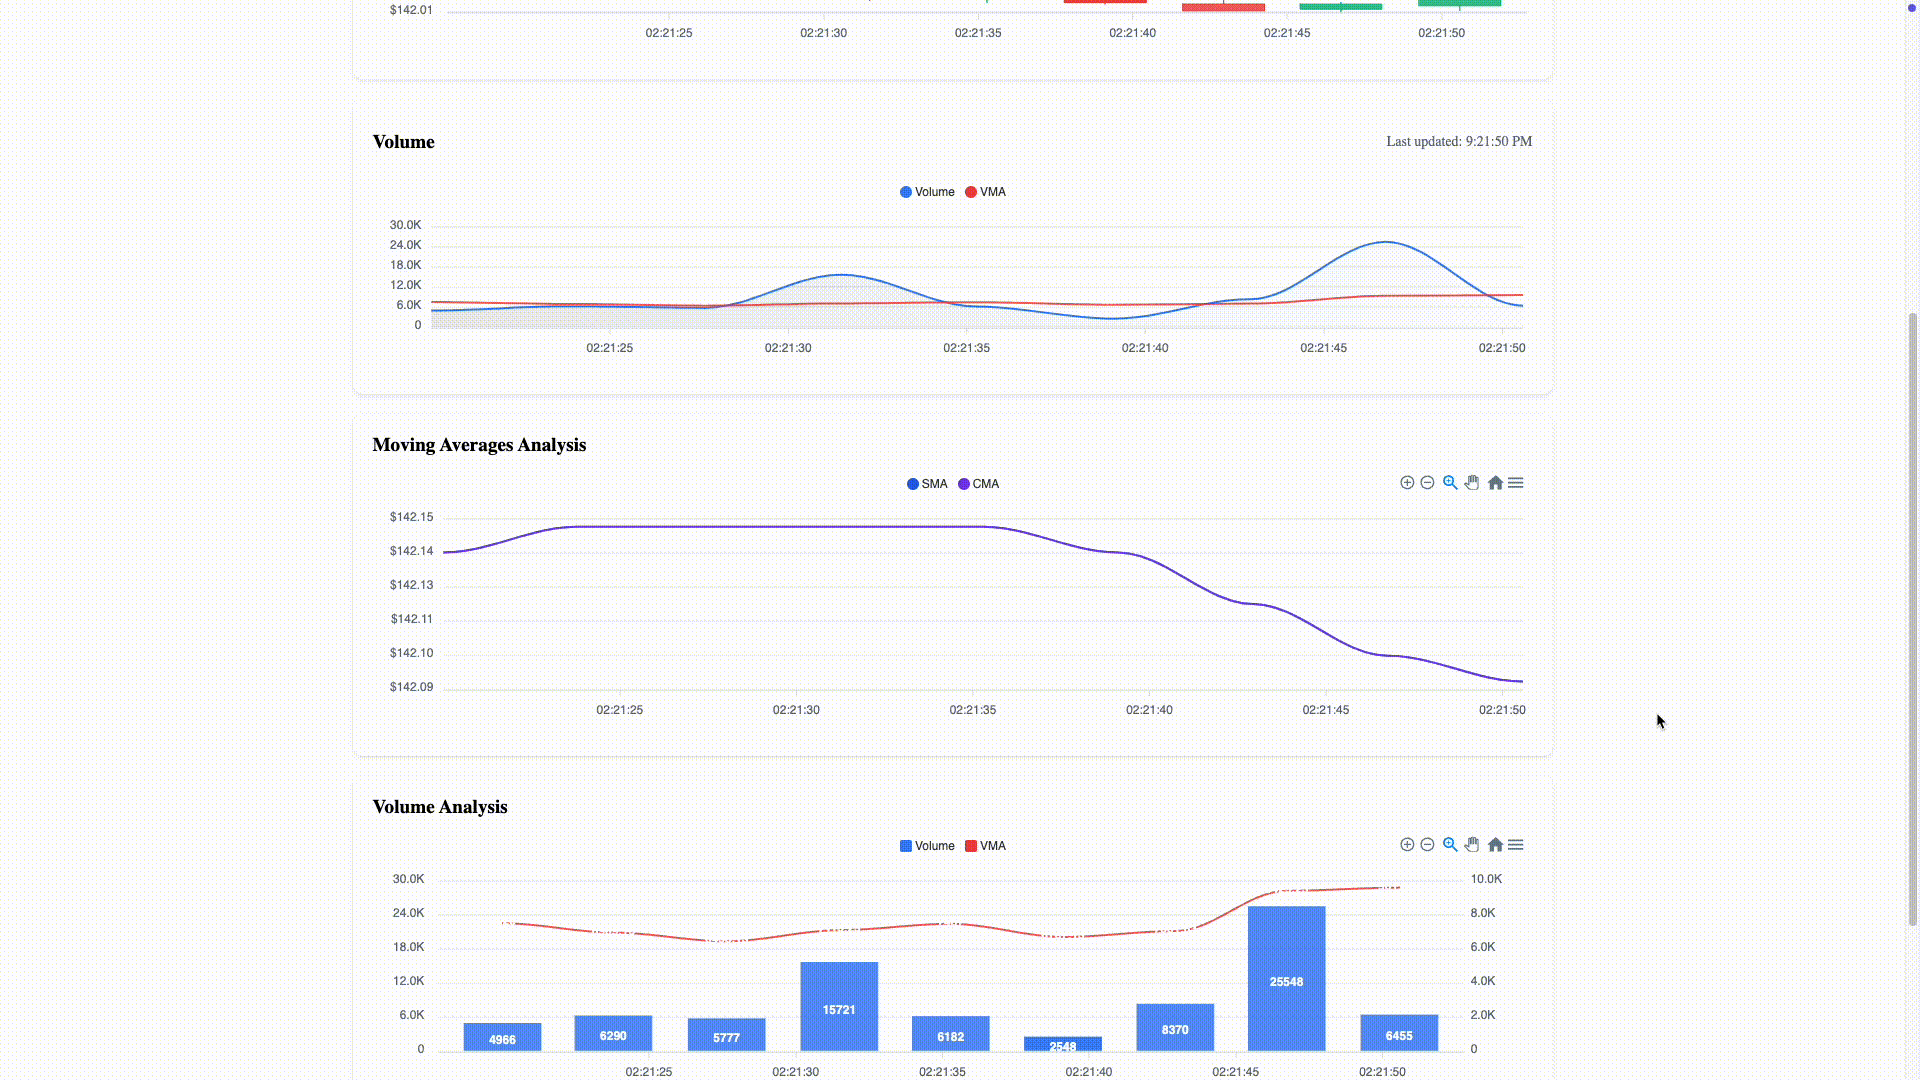 $142.01
02:21:25 02:21:30 02:21:35 02:21:40 02:21:45 02:21:50
Volume
Last updated: 9:21:50 PM
Volume VMA
30.0K
24.0K
18.0K
12.0K
6.0K
0
02:21:25 02:21:30 02:21:35 02:21:40 02:21:45 02:21:50
Moving Averages Analysis
SMA CMA
$142.15
$142.14
$142.13
$142.11
$142.10
$142.09
02:21:25 02:21:30 02:21:35 02:21:40 02:21:45 02:21:50
Volume Analysis
Volume VMA
30.0K 10.0K
24.0K 8.0K
18.0K 6.0K
12.0K 4.0K
6.0K 2.0K
0 0
4966 6290 5777 15721 6182 2548 8370 25548 6455
02:21:25 02:21:30 02:21:35 02:21:40 02:21:45 02:21:50